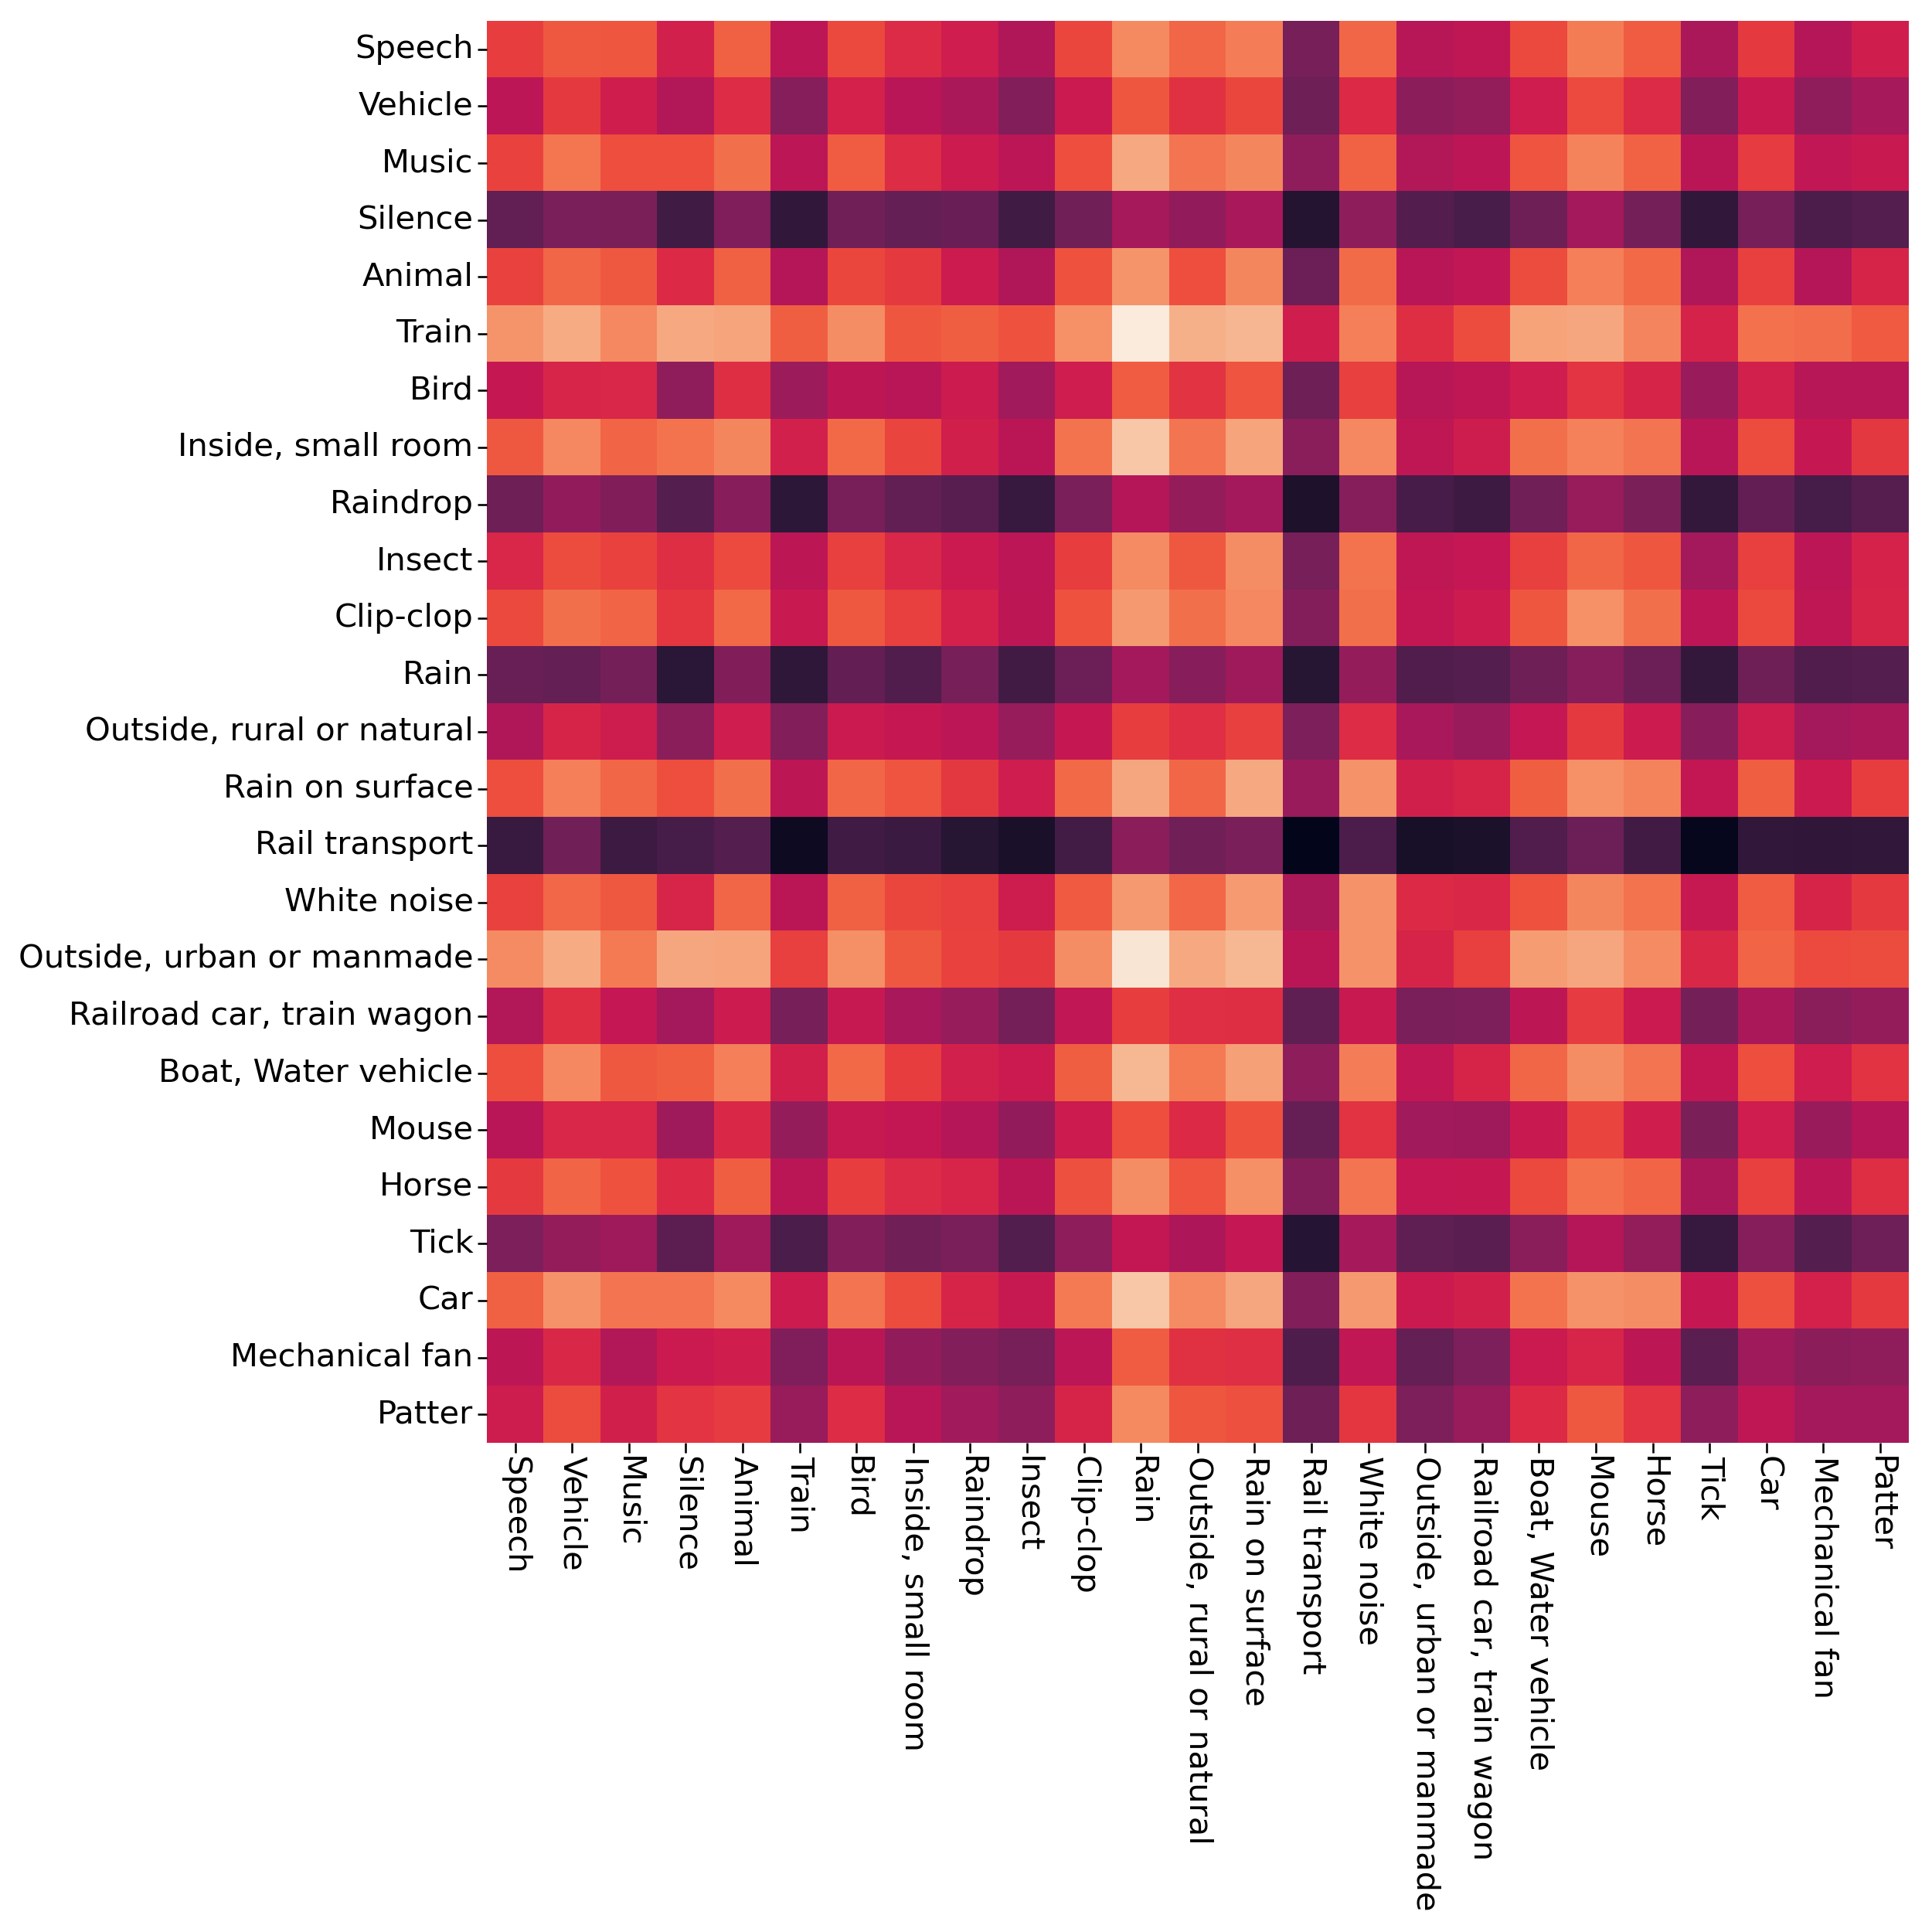 Speech
Vehicle
Music
Silence
Animal
Train
Bird
Inside, small room
Raindrop
Insect
Clip-clop
Rain
Outside, rural or natural
Rain on surface
Rail transport
White noise
Outside, urban or manmade
Railroad car, train wagon
Boat, Water vehicle
Mouse
Horse
Tick
Car
Mechanical fan
Patter
Speech
Vehicle
Music
Silence
Animal
Train
Bird
Inside, small room
Raindrop
Insect
Clip-clop
Rain
Outside, rural or natural
Rain on surface
Rail transport
White noise
Outside, urban or manmade
Railroad car, train wagon
Boat, Water vehicle
Mouse
Horse
Tick
Car
Mechanical fan
Patter